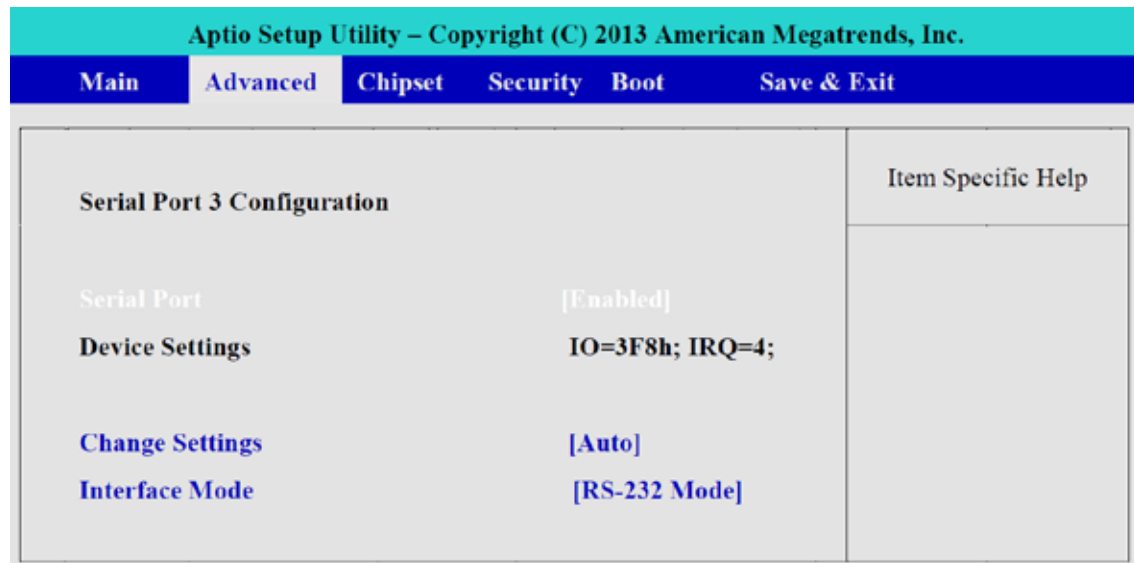 Aptio Setup Utility – Copyright (C) 2013 American Megatrends, Inc.
Main Advanced Chipset Security Boot Save & Exit
Item Specific Help
Serial Port 3 Configuration
Serial Port [Enabled]
Device Settings IO=3F8h; IRQ=4;
Change Settings [Auto]
Interface Mode [RS-232 Mode]